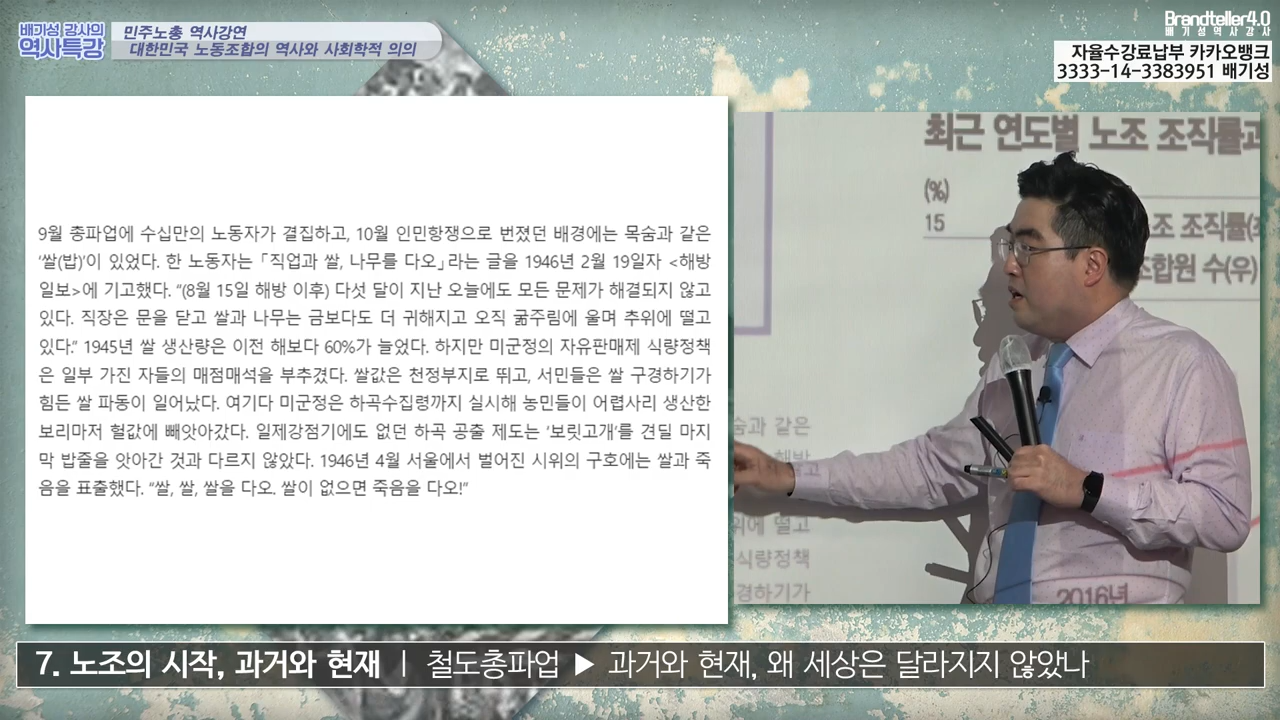 배기성 강사의
역사특강
민주노총 역사강연
대한민국 노동조합의 역사와 사회학적 의의
Brandteller4.0
배기성역사강사
자율수강료납부 카카오뱅크
3333-14-3383951 배기성
9월 총파업에 수십만의 노동자가 결집하고, 10월 인민항쟁으로 번졌던 배경에는 목숨과 같은
‘쌀(밥)’이 있었다. 한 노동자는 「직업과 쌀, 나무를 다오」라는 글을 1946년 2월 19일자 <해방
일보>에 기고했다. “(8월 15일 해방 이후) 다섯 달이 지난 오늘에도 모든 문제가 해결되지 않고
있다. 직장은 문을 닫고 쌀과 나무는 금보다도 더 귀해지고 오직 굶주림에 울며 추위에 떨고
있다.” 1945년 쌀 생산량은 이전 해보다 60%가 늘었다. 하지만 미군정의 자유판매제 식량정책
은 일부 가진 자들의 매점매석을 부추겼다. 쌀값은 천정부지로 뛰고, 서민들은 쌀 구경하기가
힘든 쌀 파동이 일어났다. 여기다 미군정은 하곡수집령까지 실시해 농민들이 어렵사리 생산한
보리마저 헐값에 빼앗아갔다. 일제강점기에도 없던 하곡 공출 제도는 ‘보릿고개’를 견딜 마지
막 밥줄을 앗아간 것과 다르지 않았다. 1946년 4월 서울에서 벌어진 시위의 구호에는 쌀과 죽
음을 표출했다. “쌀, 쌀, 쌀을 다오. 쌀이 없으면 죽음을 다오!”
최근 연도별 노조 조직률과
(%)
15
조 조직률(좌
조합원 수(우)
숨과 같은
해방
위에 떨고
식량정책
경하기가
2016년
7. 노조의 시작, 과거와 현재 | 철도총파업 ▶ 과거와 현재, 왜 세상은 달라지지 않았나